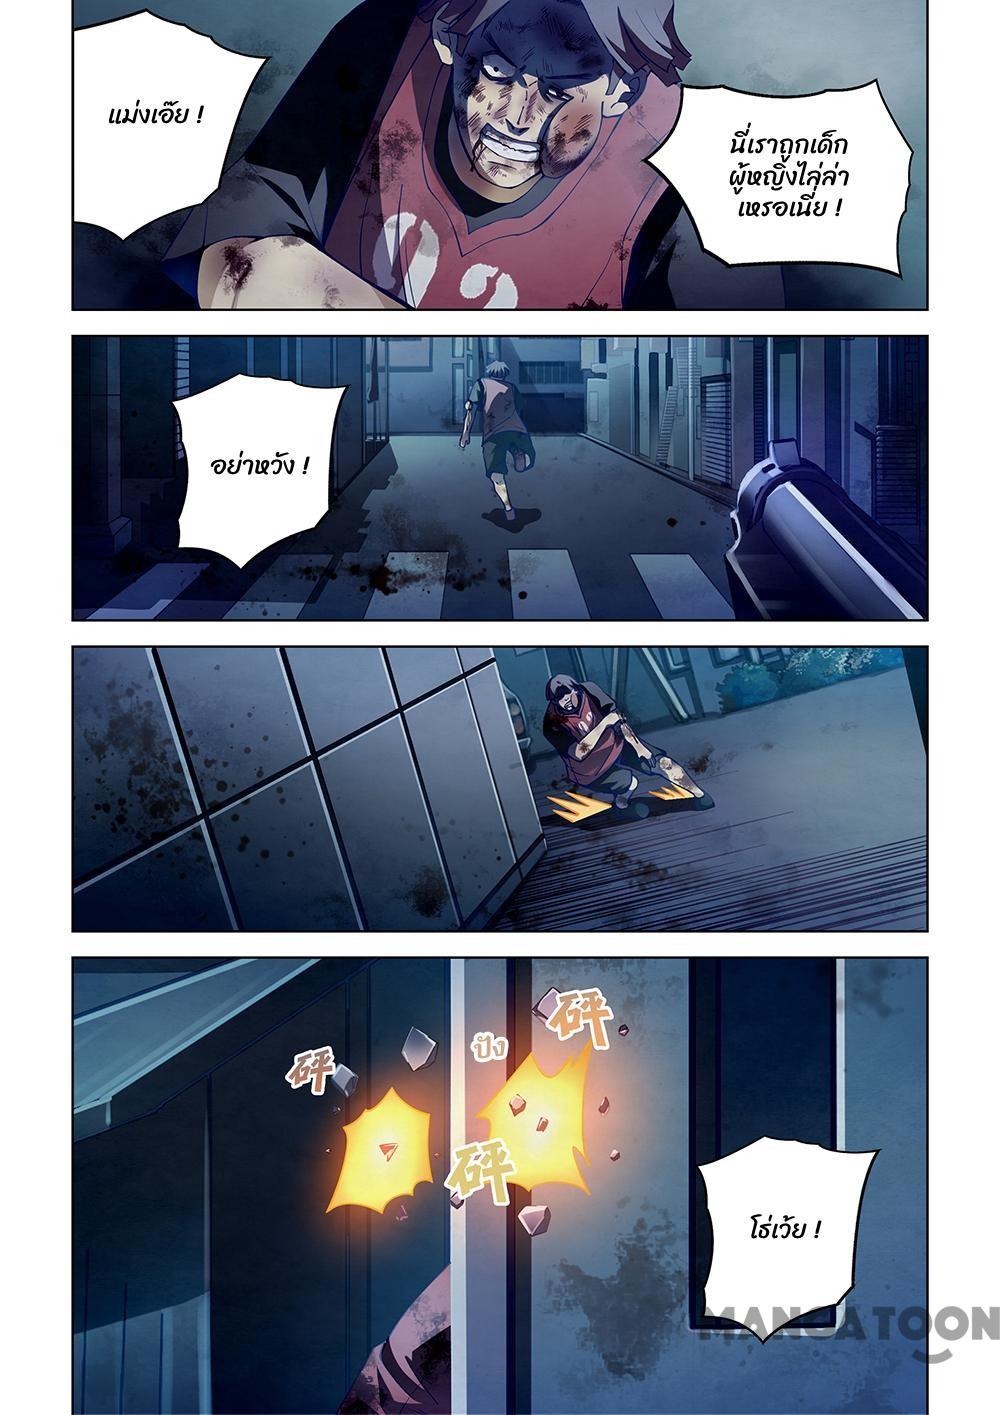 แม่งเอ๊ย !
นี่เราถูกเด็ก
ผู้หญิงไล่ล่า
เหรอเนี่ย !
02
อย่าหวัง !
砰
ปัง
砰
砰
โธ่เว้ย !
MANGATOON